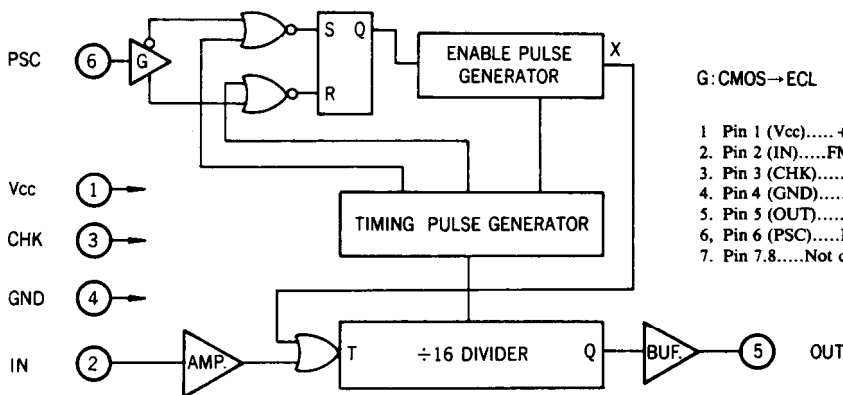 PSC 6 G S Q
R
ENABLE PULSE
GENERATOR
X
G:CMOS→ECL
1 Pin 1 (Vcc)..... +
2. Pin 2 (IN).....FM
3. Pin 3 (CHK).....
4. Pin 4 (GND).....
5. Pin 5 (OUT).....
6, Pin 6 (PSC).....
7. Pin 7.8.....Not
Vcc 1
CHK 3
TIMING PULSE GENERATOR
GND 4
IN 2 AMP. T ÷16 DIVIDER Q BUF. 5 OUT